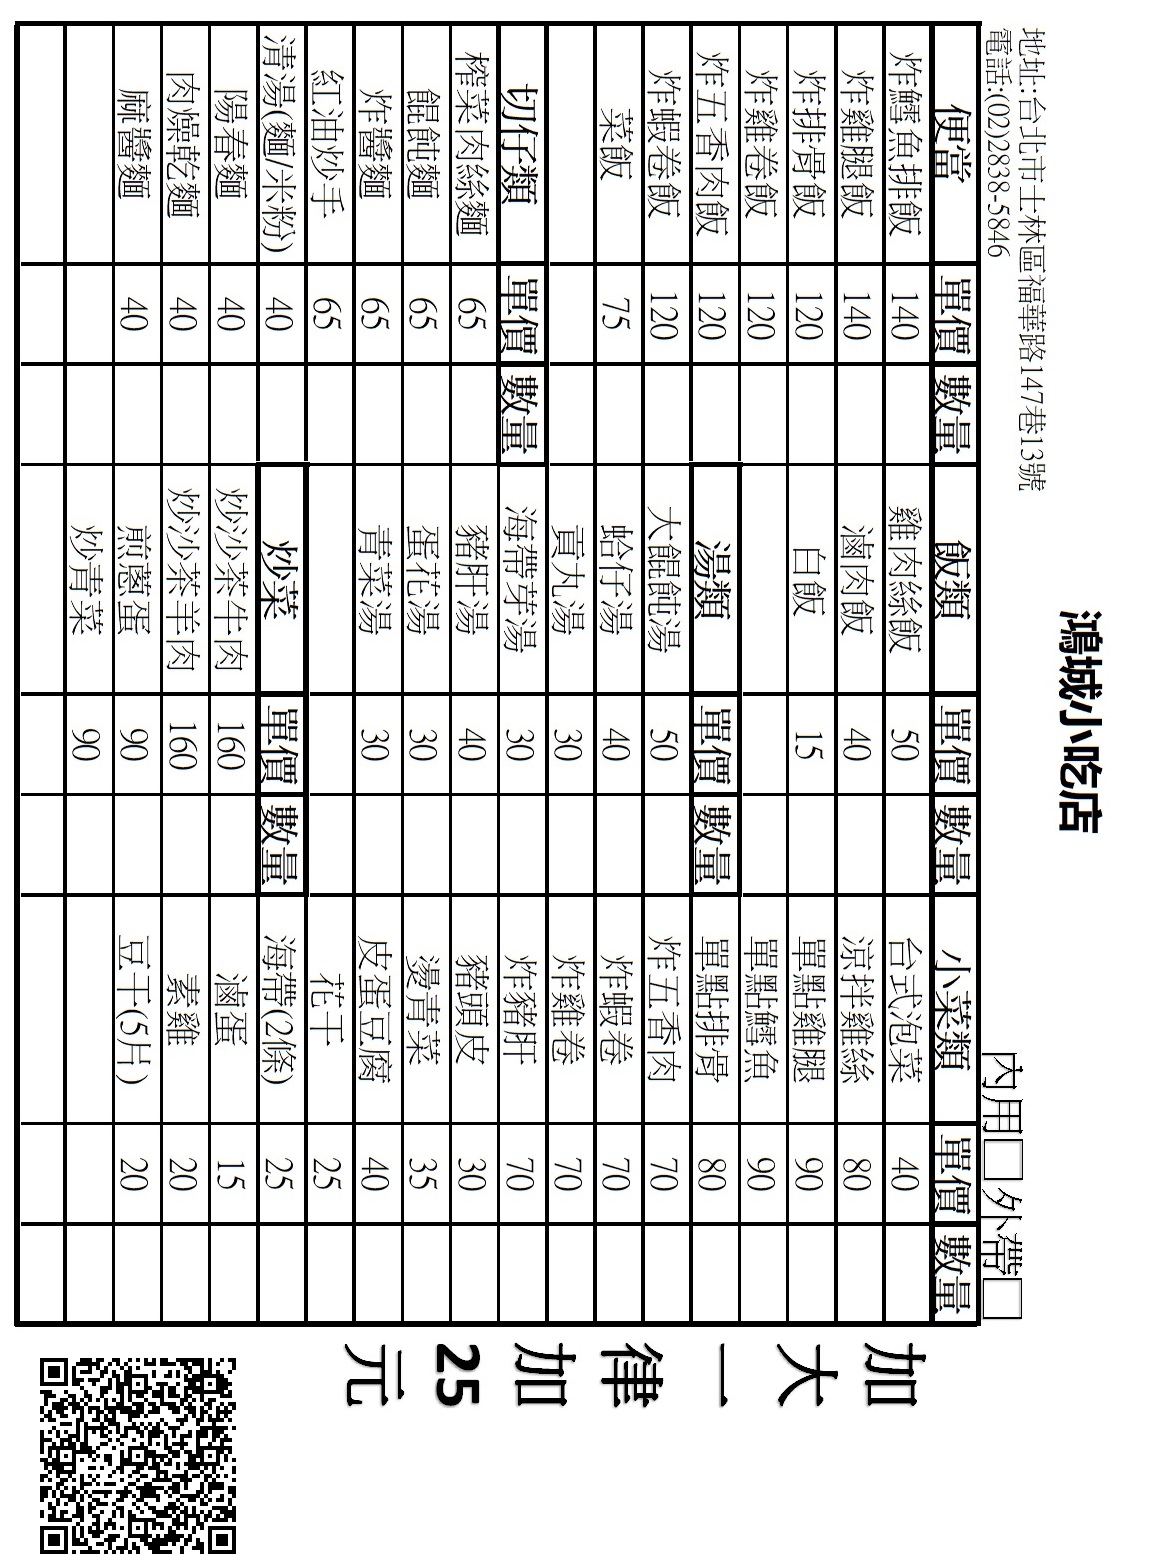 鴻城小吃店
地址:台北市士林區福華路147巷13號
電話:(02)2838-5846
內用□ 外帶□
便當 單價 數量 飯類 單價 數量 小菜類 單價 數量
炸鱈魚排飯 140 雞肉絲飯 50 台式泡菜 40
炸雞腿飯 140 滷肉飯 40 涼拌雞絲 80
炸排骨飯 120 白飯 15 單點雞腿 90
炸雞卷飯 120 單點鱈魚 90
炸五香肉飯 120 湯類 單價 數量 單點排骨 80
炸蝦卷飯 120 大餛飩湯 50 炸五香肉 70
菜飯 75 蛤仔湯 40 炸蝦卷 70
貢丸湯 30 炸雞卷 70
切仔類 單價 數量 海帶芽湯 30 炸豬肝 70
榨菜肉絲麵 65 豬肝湯 40 豬頭皮 30
餛飩麵 65 蛋花湯 30 燙青菜 35
炸醬麵 65 青菜湯 30 皮蛋豆腐 40
紅油炒手 65 花干 25
清湯(麵/米粉) 40 炒菜 單價 數量 海帶(2條) 25
陽春麵 40 炒沙茶牛肉 160 滷蛋 15
肉燥乾麵 40 炒沙茶羊肉 160 素雞 20
麻醬麵 40 煎蔥蛋 90 豆干(5片) 20
炒青菜 90
加大一律加25元